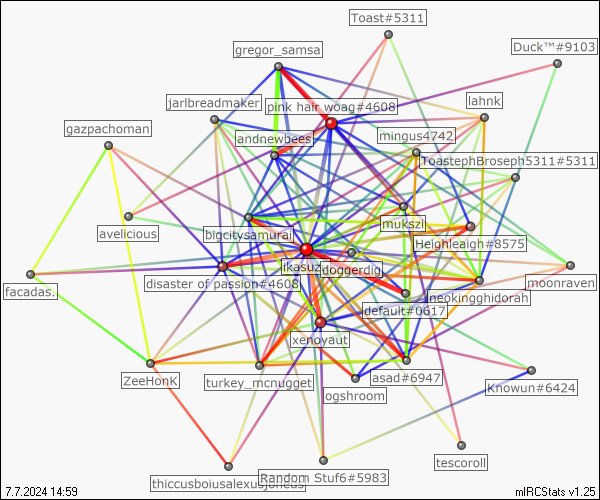 Toast#5311
gregor_samsa
Duck™#9103
jarlbreadmaker
pink hair woag#4608
lahnk
gazpachoman
andnewbees
mingus4742
ToastephBroseph5311#5311
avelicious
bigcitysamurai
mukszi
Heighleaigh#8575
ikasuz
doggerdig
moonraven
facadas.
disaster of passion#4608
neokingghidorah
default#0617
xenoyaut
ZeeHonK
turkey_mcnugget
asad#6947
ogshroom
Knowun#6424
tescoroll
thiccusboiusalexusjoneus
Random Stuf6#5983
7.7.2024 14:59
mIRCStats v1.25